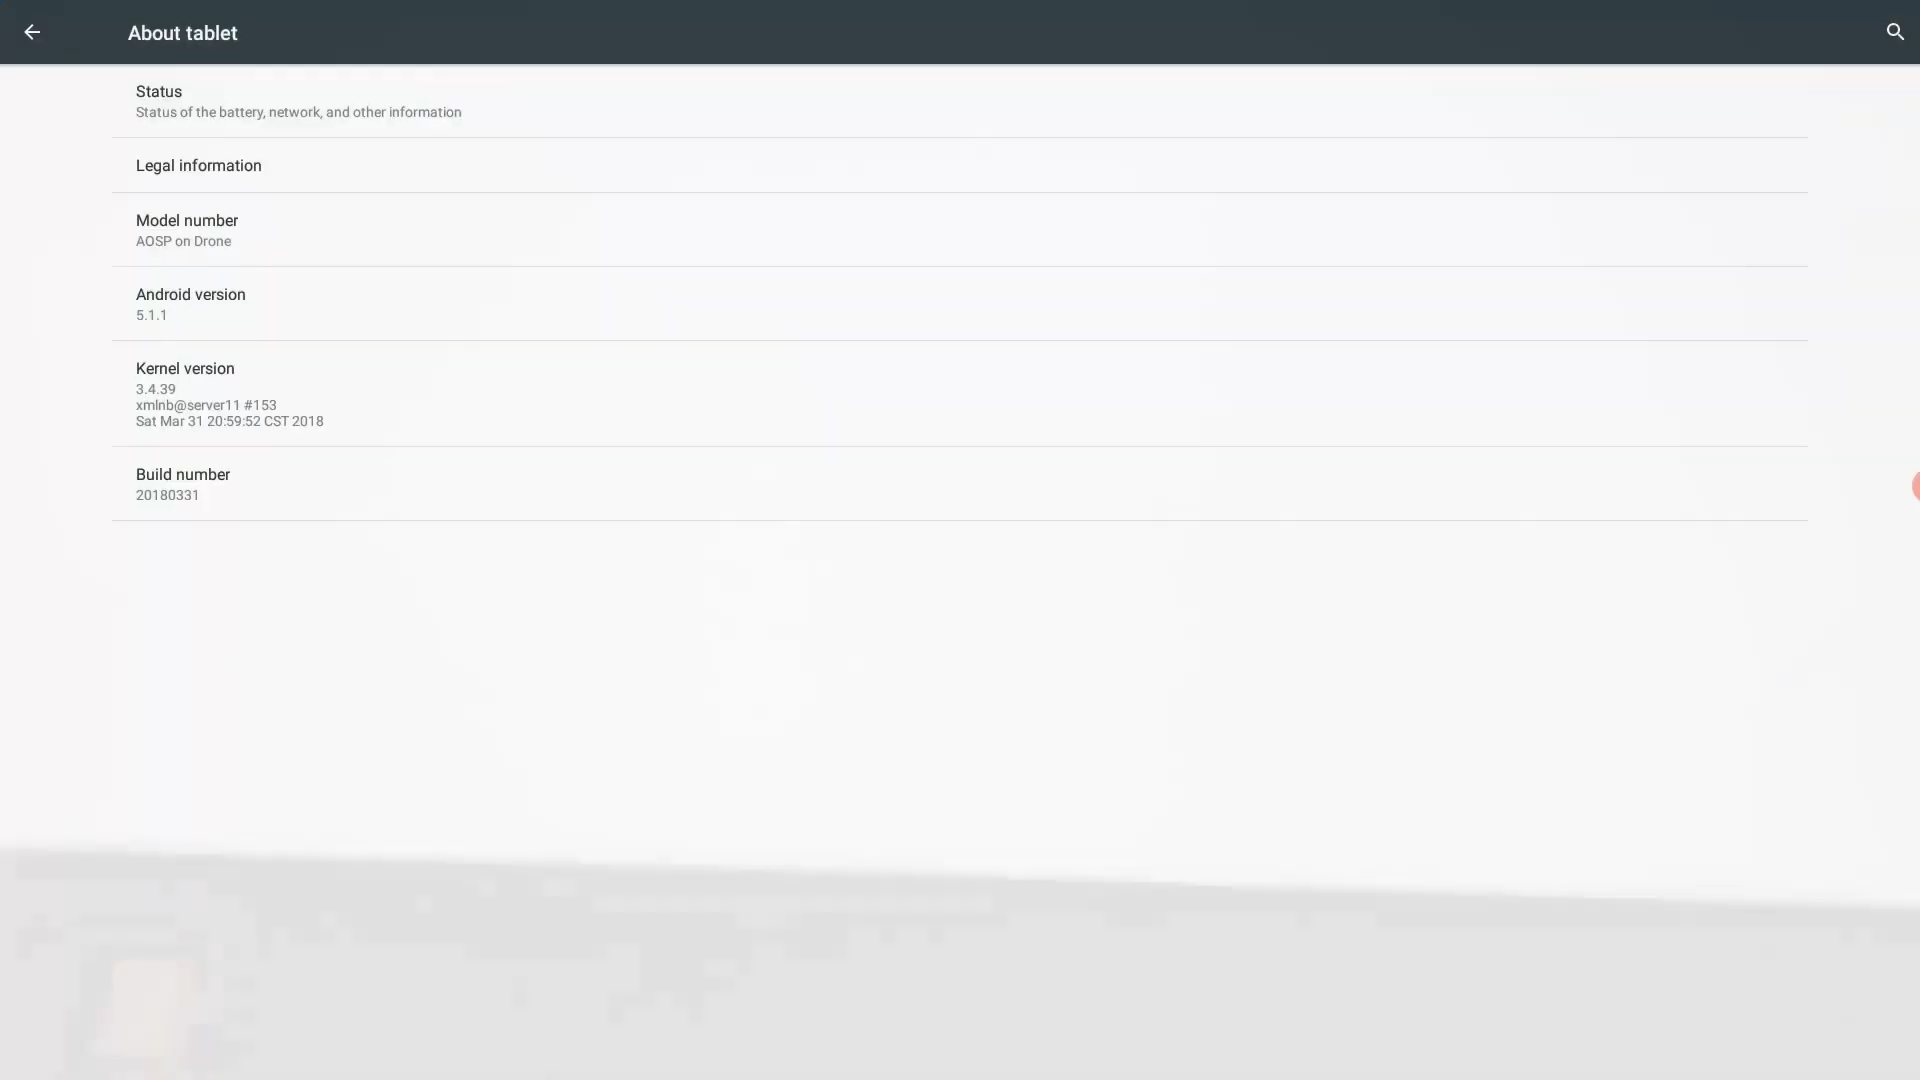 About tablet
Status
Status of the battery, network, and other information
Legal information
Model number
AOSP on Drone
Android version
5.1.1
Kernel version
3.4.39
xmlnb@server11 #153
Sat Mar 31 20:59:52 CST 2018
Build number
20180331